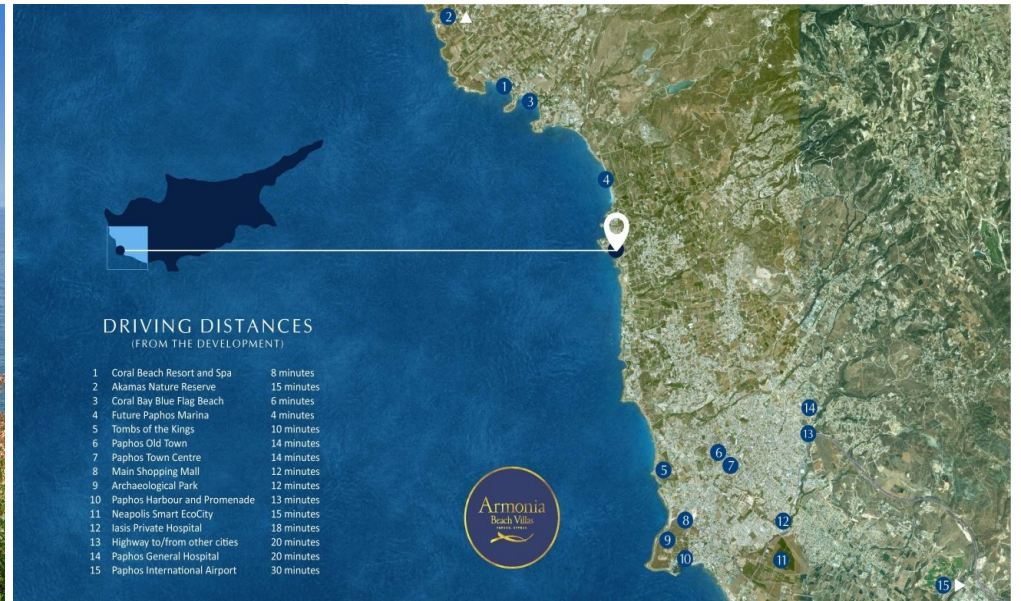 2
1
3
4
DRIVING DISTANCES
(FROM THE DEVELOPMENT)
1 Coral Beach Resort and Spa 8 minutes
2 Akamas Nature Reserve 15 minutes
3 Coral Bay Blue Flag Beach 6 minutes
4 Future Paphos Marina 4 minutes
5 Tombs of the Kings 10 minutes
6 Paphos Old Town 14 minutes
7 Paphos Town Centre 14 minutes
8 Main Shopping Mall 12 minutes
9 Archaeological Park 12 minutes
10 Paphos Harbour and Promenade 13 minutes
11 Neapolis Smart EcoCity 15 minutes
12 Iasis Private Hospital 18 minutes
13 Highway to/from other cities 20 minutes
14 Paphos General Hospital 20 minutes
15 Paphos International Airport 30 minutes
Armonia
Beach Villas
PAPHOS, CYPRUS
14
13
6
7
5
8
12
9
10
11
15